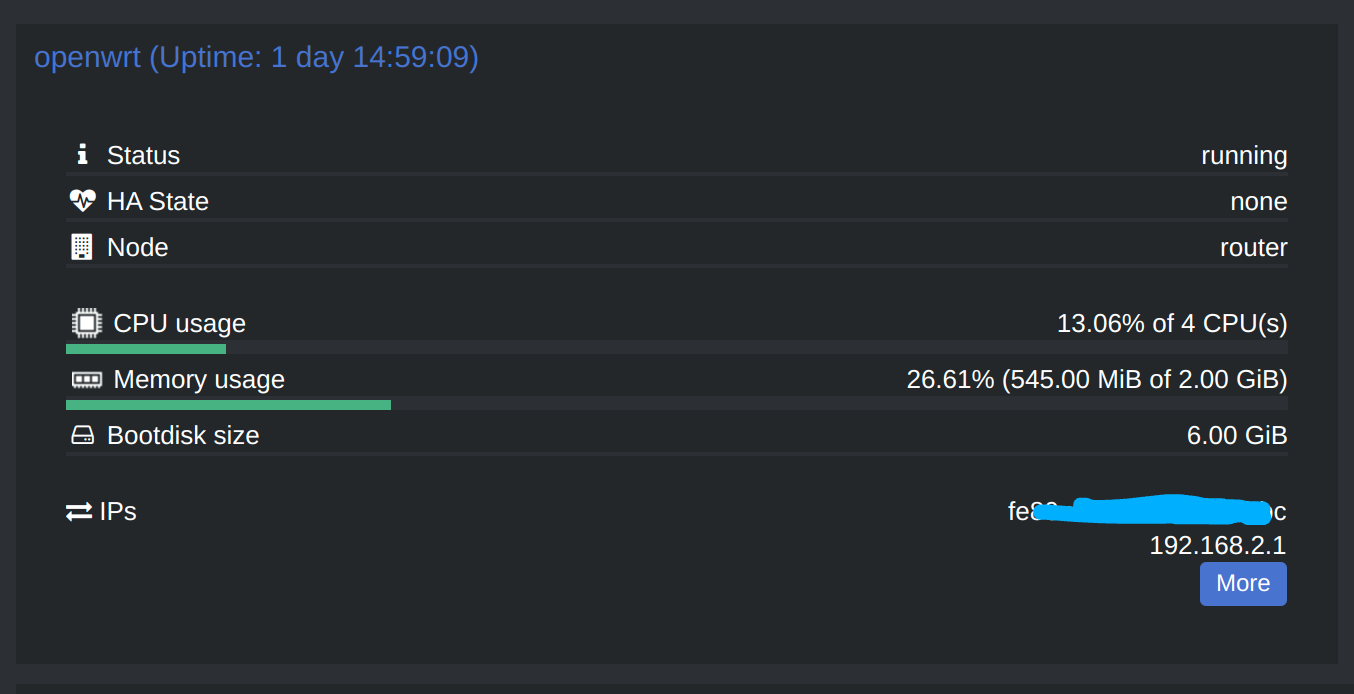 openwrt (Uptime: 1 day 14:59:09)
Status running
HA State none
Node router
CPU usage 13.06% of 4 CPU(s)
Memory usage 26.61% (545.00 MiB of 2.00 GiB)
Bootdisk size 6.00 GiB
IPs
192.168.2.1
More